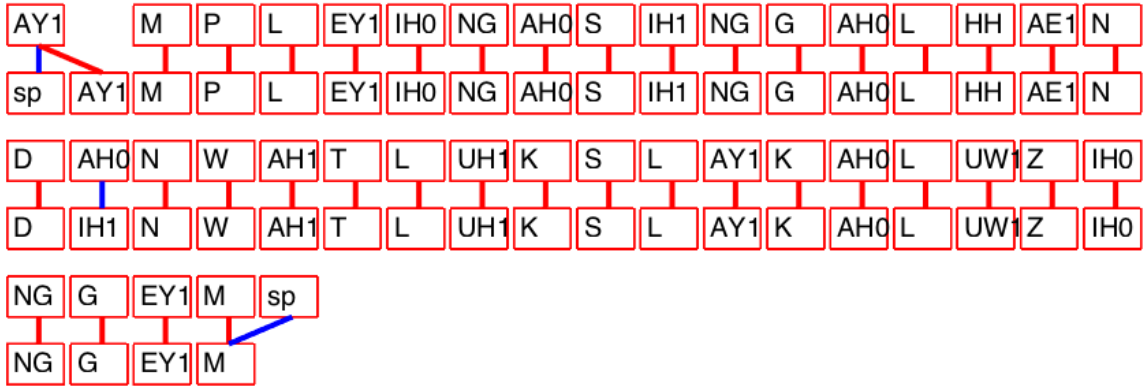 AY1 M P L EY1 IH0 NG AH0 S IH1 NG G AH0 L HH AE1 N
sp AY1 M P L EY1 IH0 NG AH0 S IH1 NG G AH0 L HH AE1 N
D AH0 N W AH1 T L UH1 K S L AY1 K AH0 L UW1 Z IH0
D IH1 N W AH1 T L UH1 K S L AY1 K AH0 L UW1 Z IH0
NG G EY1 M sp
NG G EY1 M